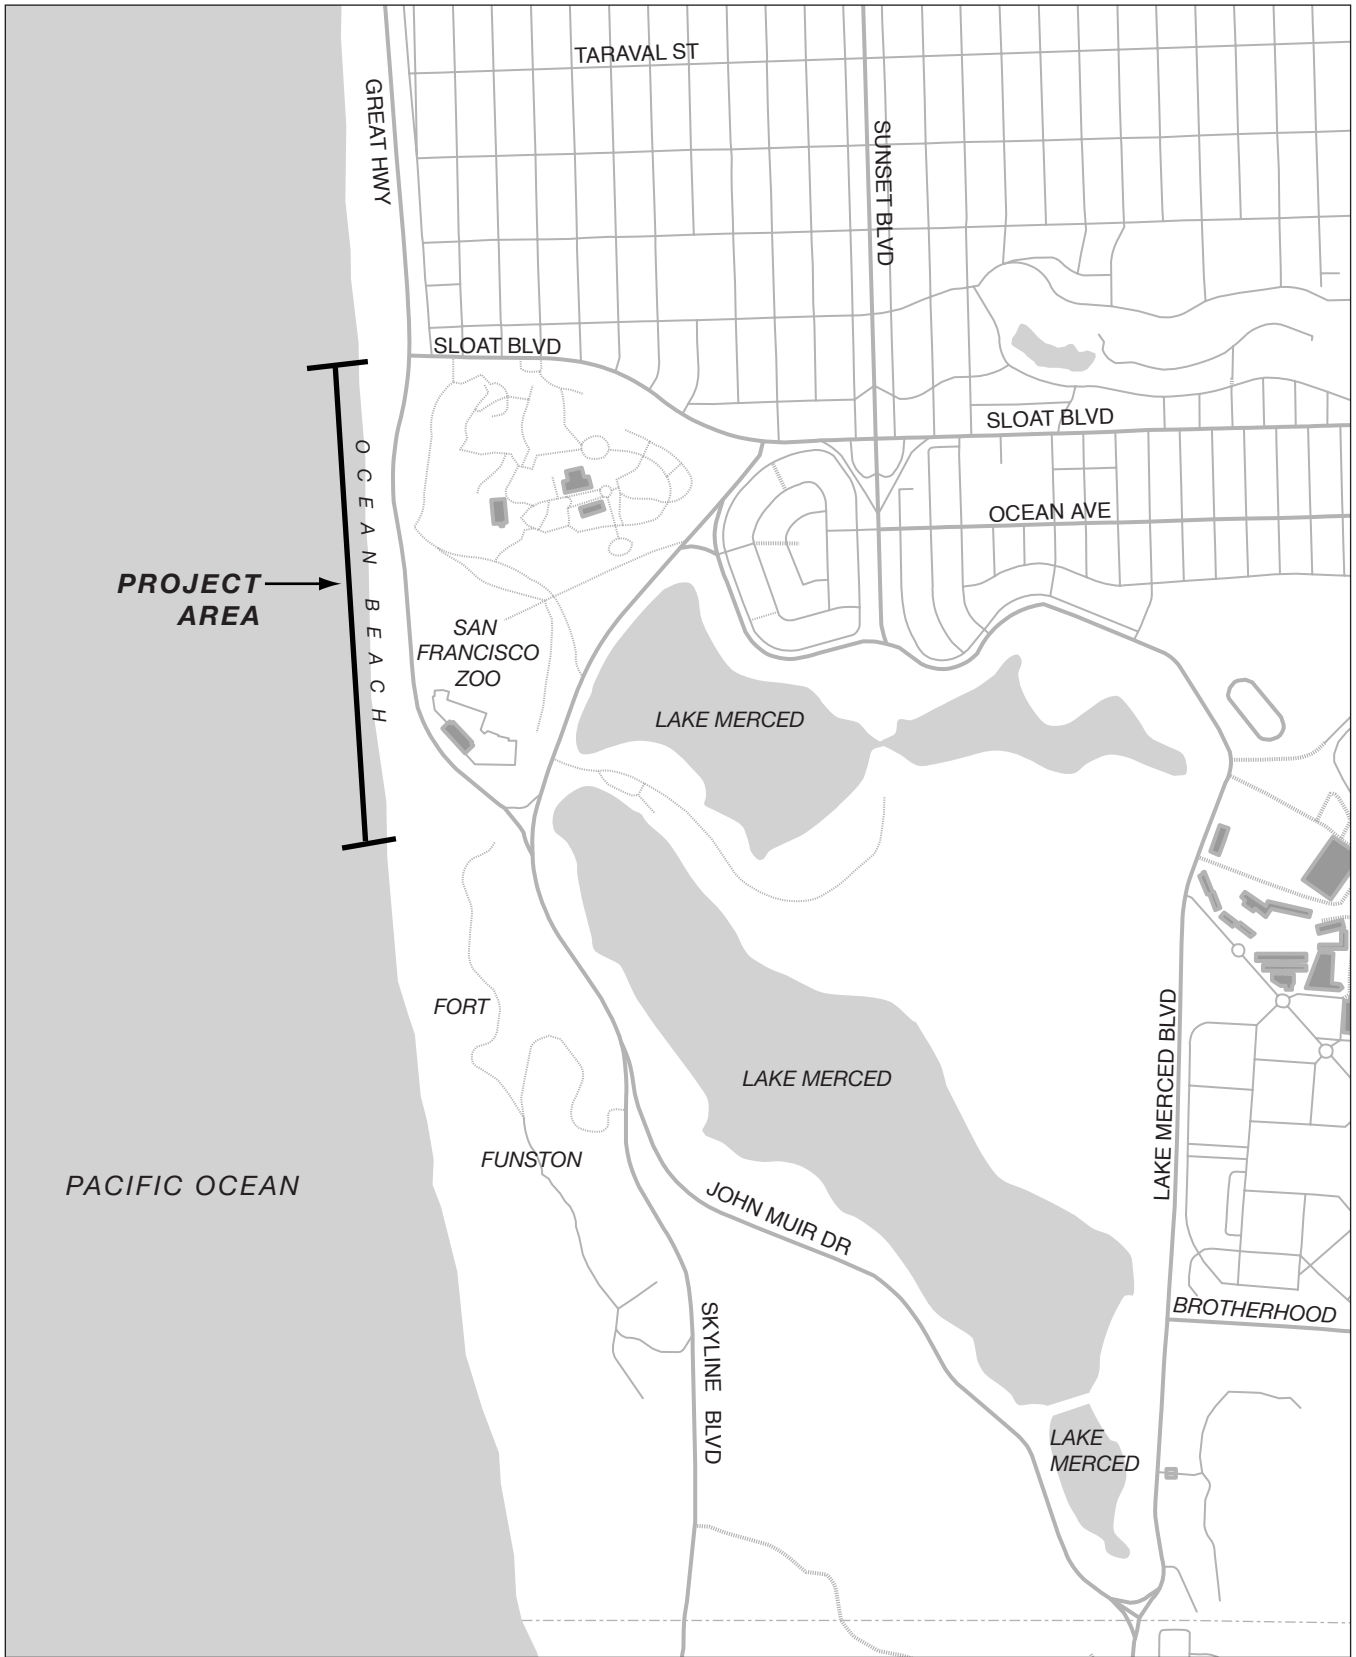 TARAVAL ST
GREAT HWY
SUNSET BLVD
SLOAT BLVD
SLOAT BLVD
OCEAN BEACH
OCEAN AVE
PROJECT
AREA
SAN
FRANCISCO
ZOO
LAKE MERCED
FORT
LAKE MERCED
LAKE MERCED BLVD
FUNSTON
PACIFIC OCEAN
JOHN MUIR DR
BROTHERHOOD
SKYLINE BLVD
LAKE
MERCED